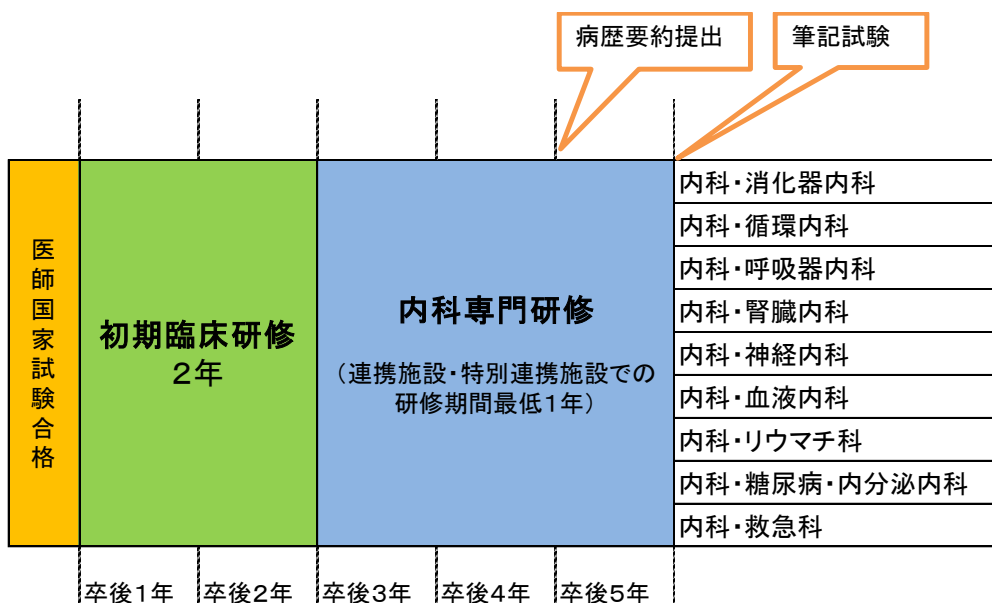 病歴要約提出
筆記試験
医師国家試験合格
初期臨床研修
２年
内科専門研修
（連携施設・特別連携施設での
研修期間最低１年）
内科・消化器内科
内科・循環内科
内科・呼吸器内科
内科・腎臓内科
内科・神経内科
内科・血液内科
内科・リウマチ科
内科・糖尿病・内分泌内科
内科・救急科
卒後１年
卒後２年
卒後３年
卒後４年
卒後５年